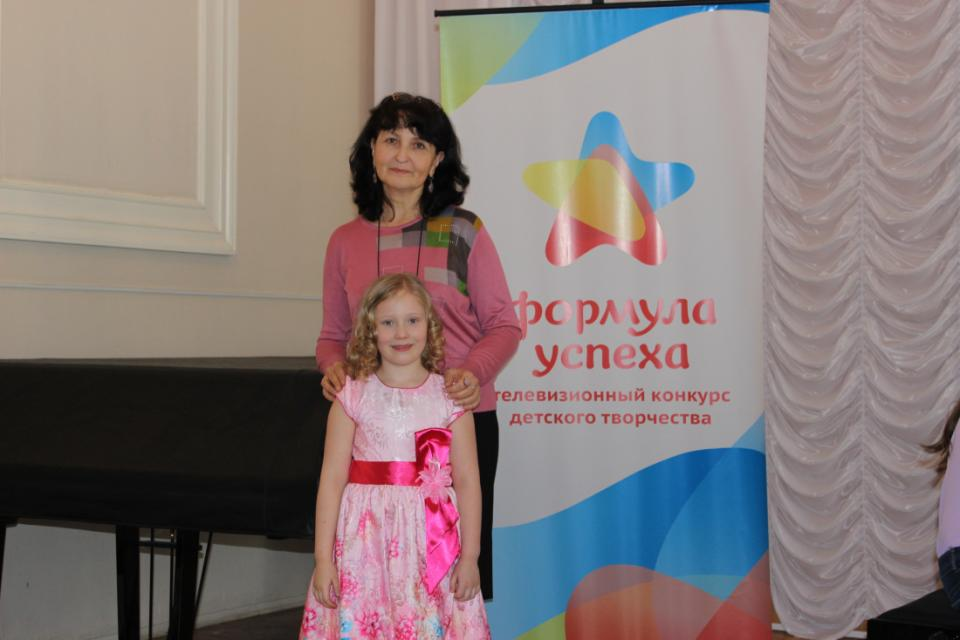 формула
успеха
телевизионный конкурс
детского творчества